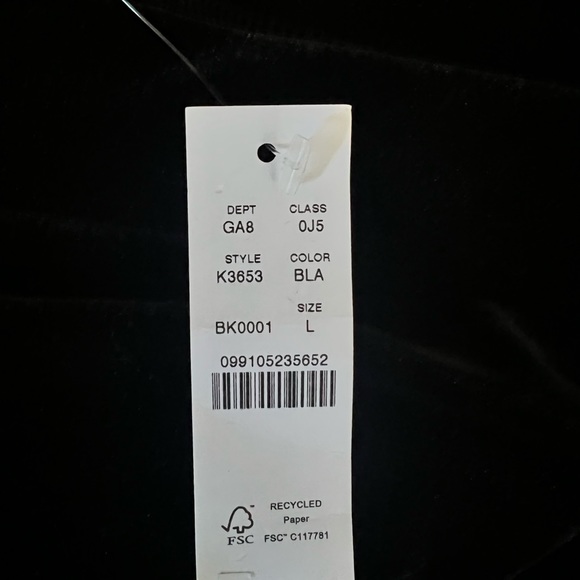 DEPT CLASS
GA8 0J5
STYLE COLOR
K3653 BLA
SIZE
BK0001 L
099105235652
RECYCLED
Paper
FSC FSC™ C117781